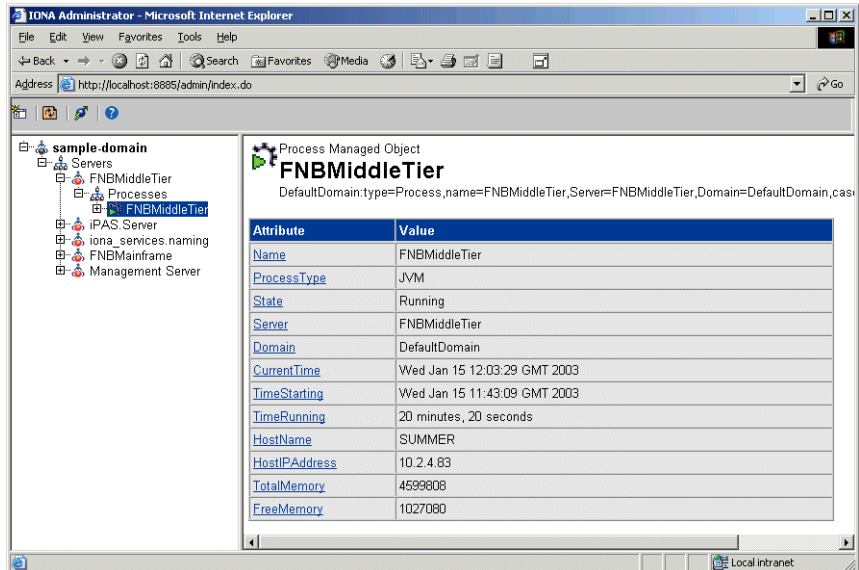 IONA Administrator - Microsoft Internet Explorer
File Edit View Favorites Tools Help
Back Search Favorites Media
Address http://localhost:8885/admin/index.do Go
sample-domain
Servers
FNBMiddleTier
Processes
FNBMiddleTier
iPAS.Server
iona_services.naming
FNBMainframe
Management Server
Process Managed Object
FNBMiddleTier
DefaultDomain:type=Process,name=FNBMiddleTier,Server=FNBMiddleTier,Domain=DefaultDomain,cas
Attribute Value
Name FNBMiddleTier
ProcessType JVM
State Running
Server FNBMiddleTier
Domain DefaultDomain
CurrentTime Wed Jan 15 12:03:29 GMT 2003
TimeStarting Wed Jan 15 11:43:09 GMT 2003
TimeRunning 20 minutes, 20 seconds
HostName SUMMER
HostIPAddress 10.2.4.83
TotalMemory 4599808
FreeMemory 1027080
Local intranet